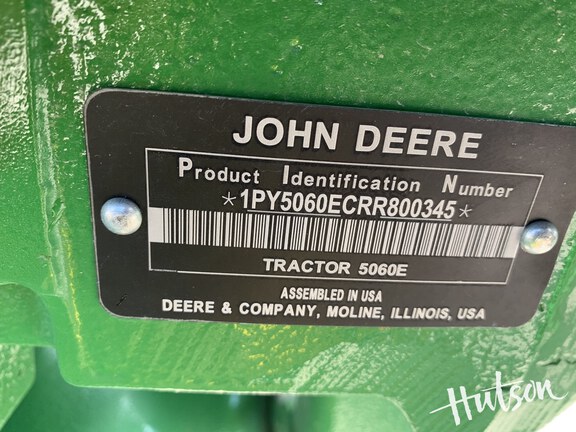 JOHN DEERE
Product Identification Number
*1PY5060ECRR800345*
TRACTOR 5060E
ASSEMBLED IN USA
DEERE & COMPANY, MOLINE, ILLINOIS, USA
Hutson